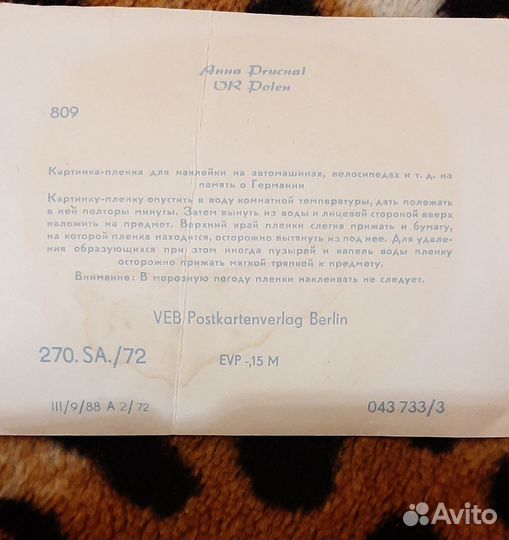 Anna Prucnal
VR Polen
809
Картинка-пленка для наклейки на автомашинах, велосипедах и т. д. на
память о Германии
Картинку-пленку опустить в воду комнатной температуры, дать полежать
в ней полторы минуты. Затем вынуть из воды и лицевой стороной вверх
наложить на предмет. Верхний край пленки слегка прижать и бумагу,
на которой пленка находится, осторожно вытянуть из под нее. Для удале-
ния образующихся при этом иногда пузырей и капель воды пленку
осторожно прижать мягкой тряпкой к предмету.
Внимание: В морозную погоду пленки наклеивать не следует.
VEB Postkartenverlag Berlin
270. SA./72
EVP -,15 M
III/9/88 A 2/72
043 733/3
Avito